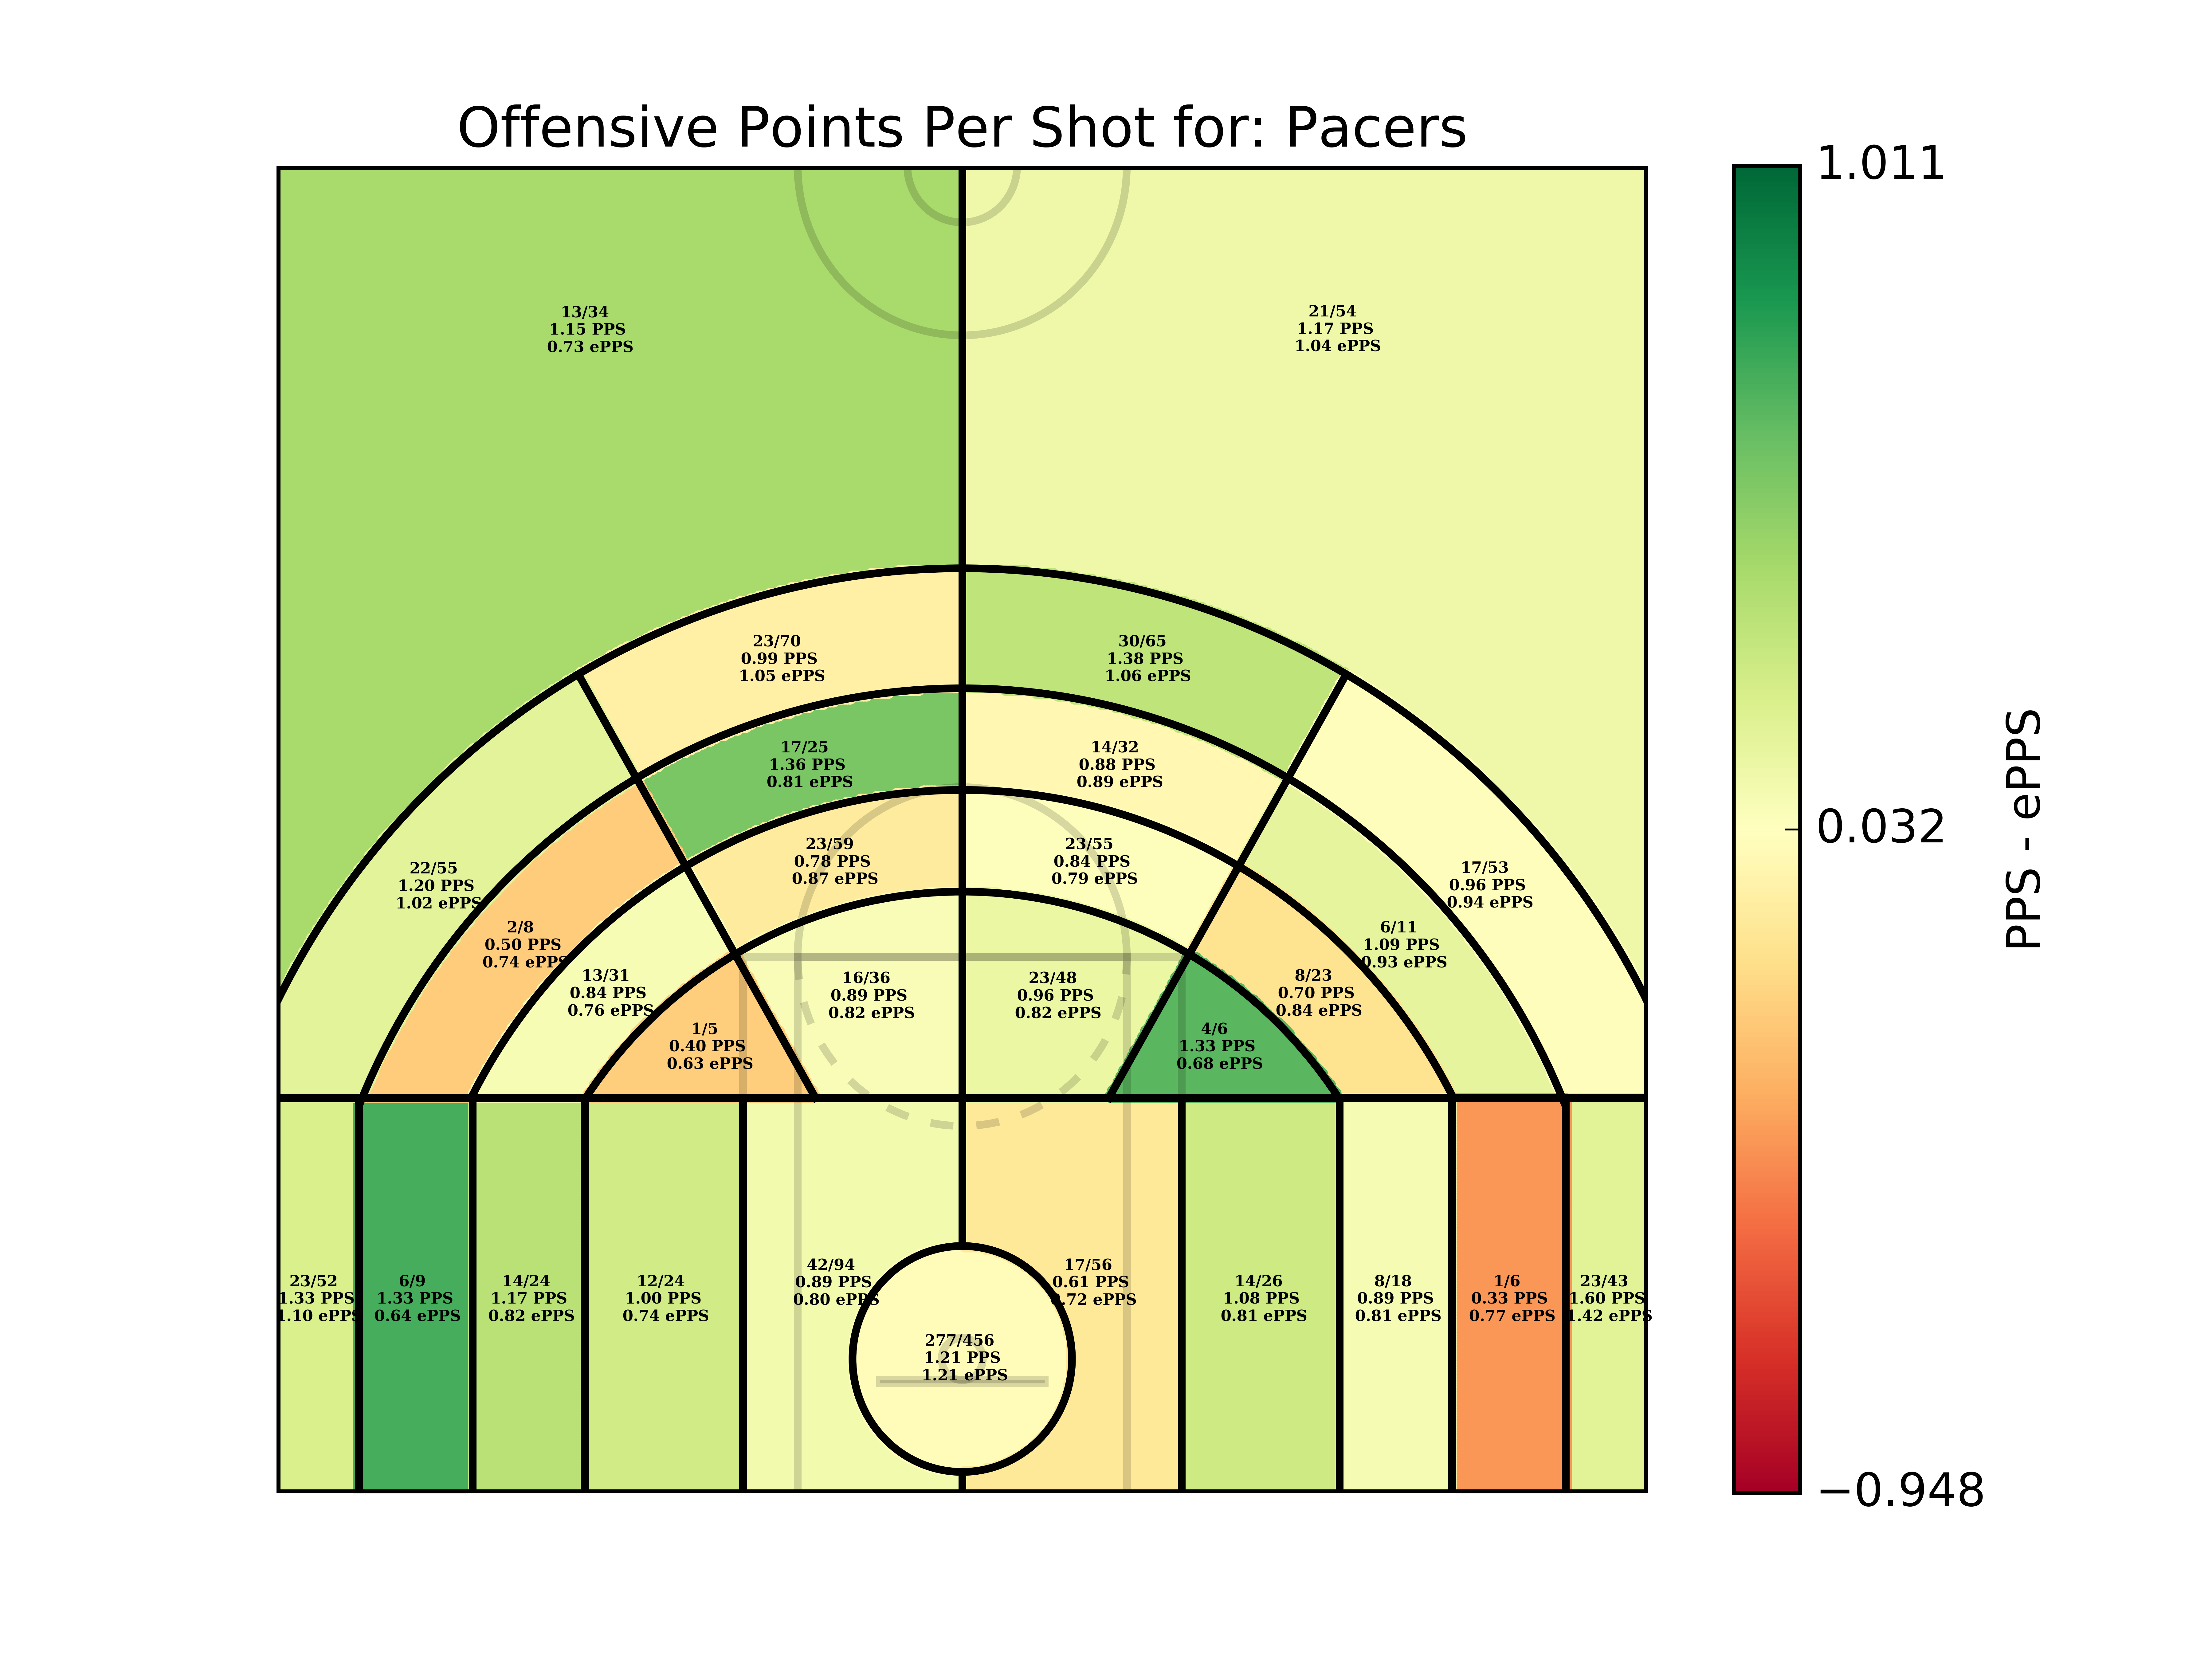 Offensive Points Per Shot for: Pacers
1.011
0.032
−0.948
PPS - ePPS
13/34
1.15 PPS
0.73 ePPS
21/54
1.17 PPS
1.04 ePPS
23/70
0.99 PPS
1.05 ePPS
30/65
1.38 PPS
1.06 ePPS
17/25
1.36 PPS
0.81 ePPS
14/32
0.88 PPS
0.89 ePPS
23/59
0.78 PPS
0.87 ePPS
23/55
0.84 PPS
0.79 ePPS
22/55
1.20 PPS
1.02 ePPS
17/53
0.96 PPS
0.94 ePPS
2/8
0.50 PPS
0.74 ePPS
6/11
1.09 PPS
0.93 ePPS
13/31
0.84 PPS
0.76 ePPS
16/36
0.89 PPS
0.82 ePPS
23/48
0.96 PPS
0.82 ePPS
8/23
0.70 PPS
0.84 ePPS
1/5
0.40 PPS
0.63 ePPS
4/6
1.33 PPS
0.68 ePPS
23/52
1.33 PPS
1.10 ePPS
6/9
1.33 PPS
0.64 ePPS
14/24
1.17 PPS
0.82 ePPS
12/24
1.00 PPS
0.74 ePPS
42/94
0.89 PPS
0.80 ePPS
17/56
0.61 PPS
0.72 ePPS
14/26
1.08 PPS
0.81 ePPS
8/18
0.89 PPS
0.81 ePPS
1/6
0.33 PPS
0.77 ePPS
23/43
1.60 PPS
1.42 ePPS
277/456
1.21 PPS
1.21 ePPS